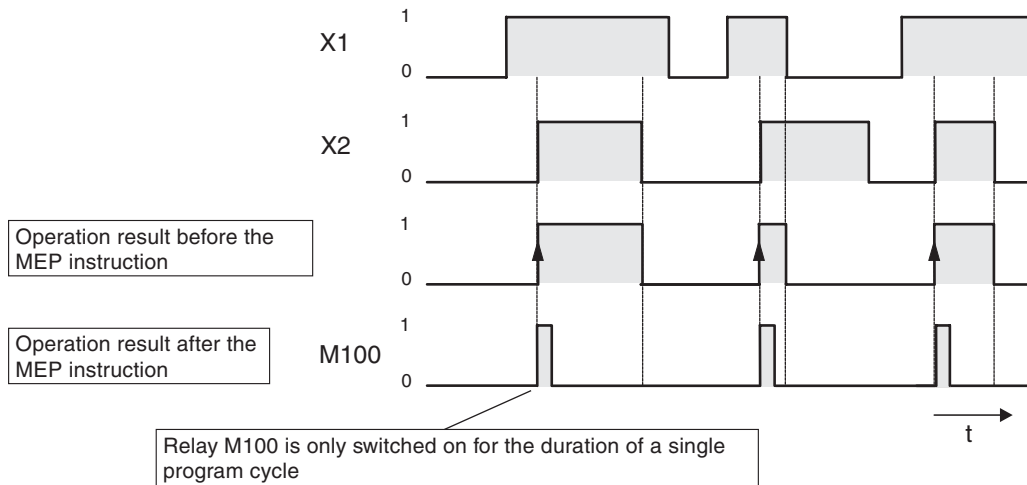 1
X1
0
1
X2
0
Operation result before the
MEP instruction
1
0
Operation result after the
MEP instruction
1
M100
0
t
Relay M100 is only switched on for the duration of a single
program cycle